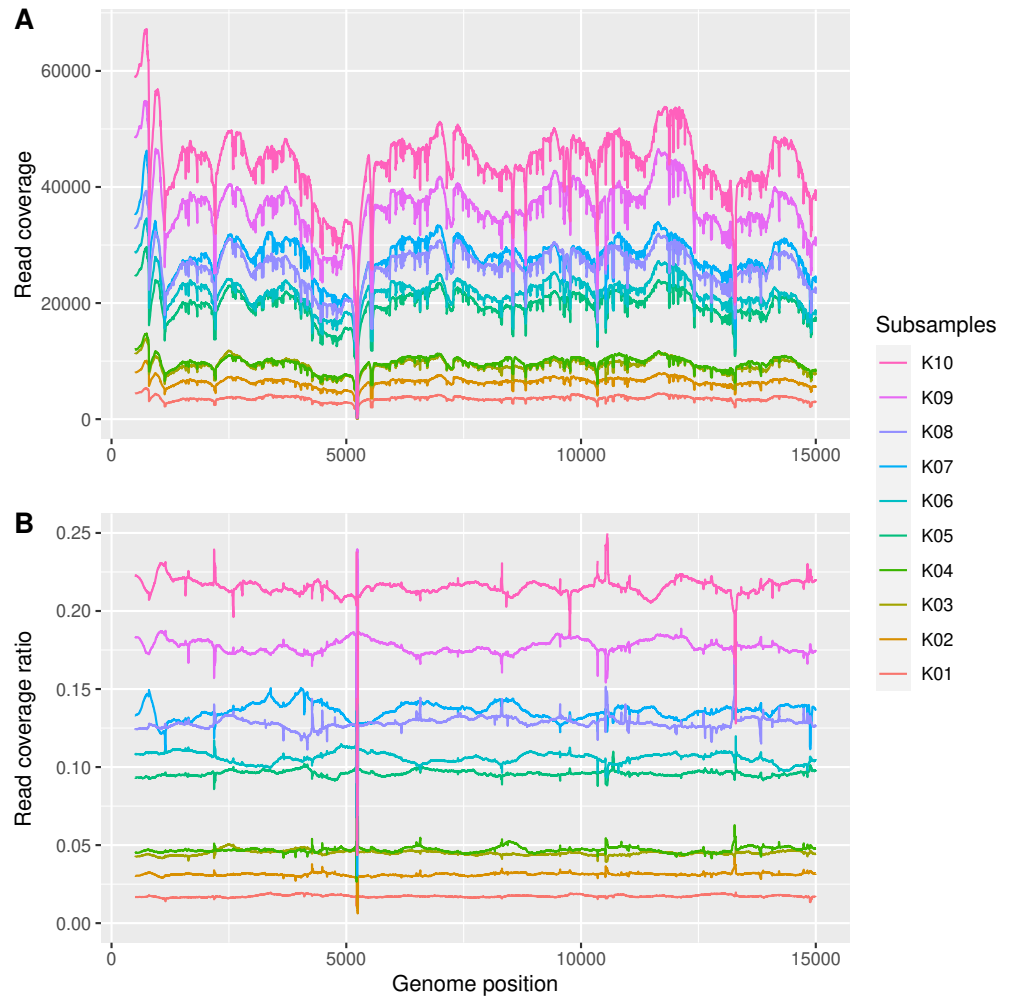 A
Read coverage
60000
40000
20000
0
0
5000
10000
15000
B
Read coverage ratio
0.25
0.20
0.15
0.10
0.05
0.00
0
5000
10000
15000
Genome position
Subsamples
K10
K09
K08
K07
K06
K05
K04
K03
K02
K01